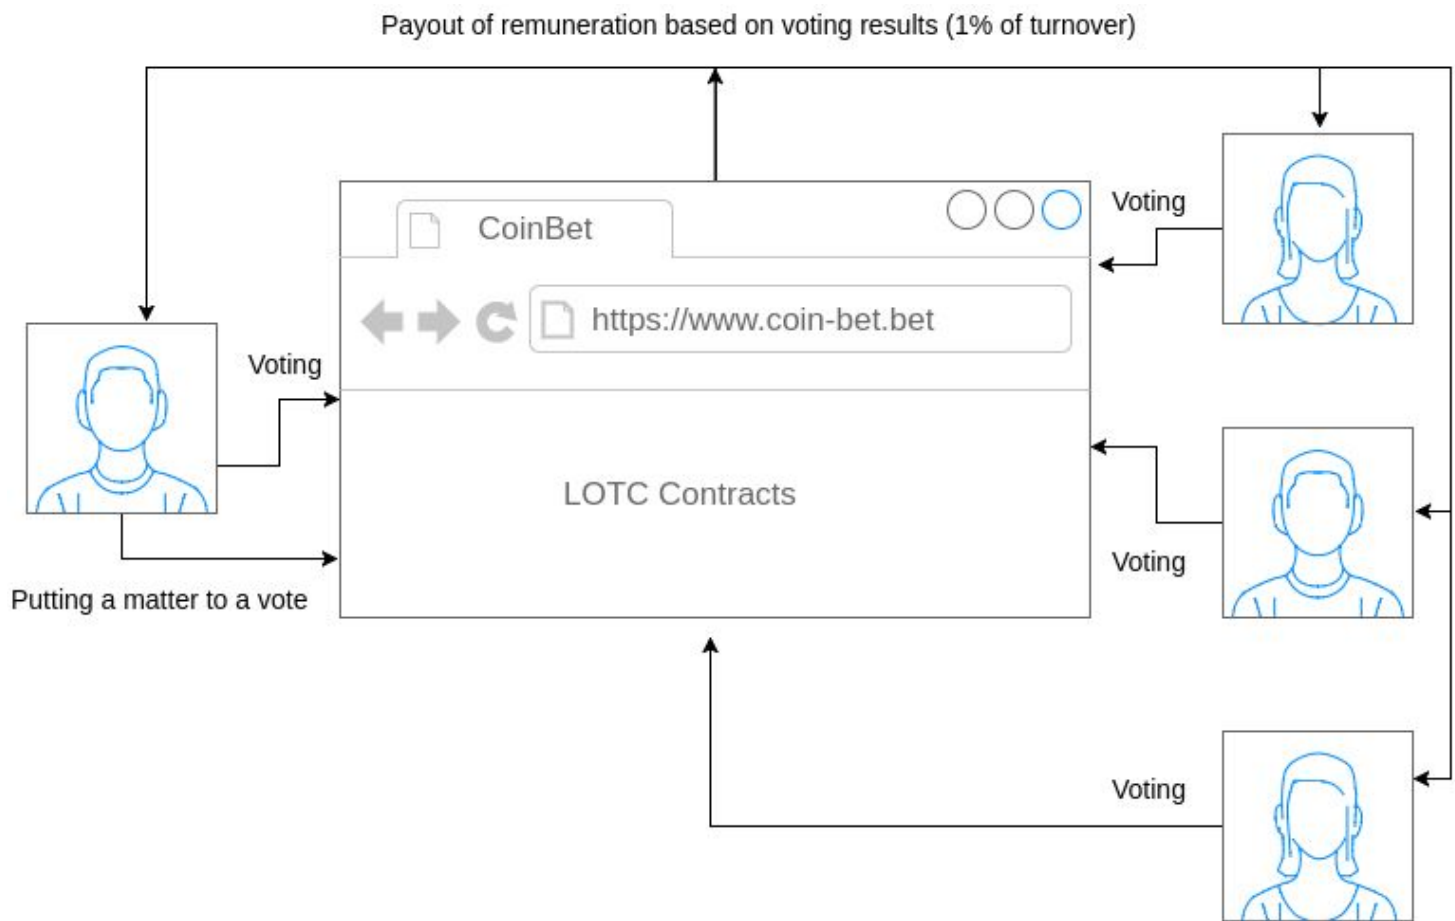 Payout of remuneration based on voting results (1% of turnover)
CoinBet
Voting
https://www.coin-bet.bet
Voting
LOTC Contracts
Voting
Putting a matter to a vote
Voting